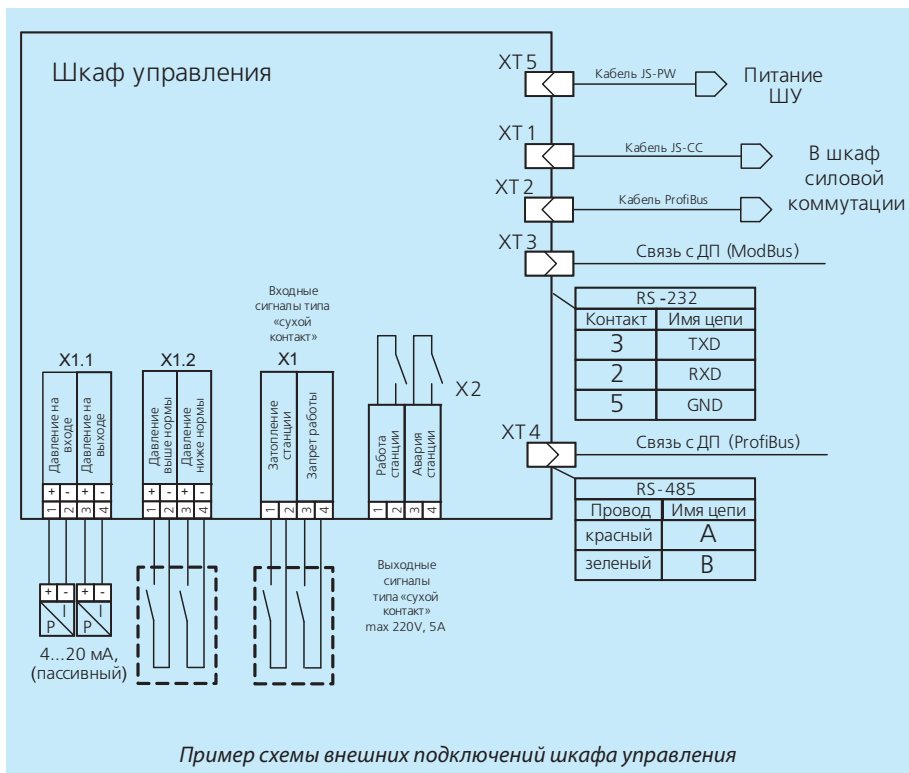 Шкаф управления
XT5
Кабель JS-PW
Питание
ШУ
XT1
Кабель JS-CC
В шкаф
силовой
коммутации
XT2
Кабель ProfiBus
XT3
Связь с ДП (ModBus)
RS-232
Контакт Имя цепи
3 TXD
2 RXD
5 GND
XT4
Связь с ДП (ProfiBus)
RS-485
Провод Имя цепи
красный A
зеленый B
Входные
сигналы типа
«сухой
контакт»
X1.1
Давление на
входе
Давление на
выходе
+ - + -
1 2 3 4
X1.2
Давление
выше нормы
Давление
ниже нормы
+ - + -
1 2 3 4
X1
Затопление
станции
Запрет работы
1 2 3 4
X2
Работа
станции
Авария
станции
1 2 3 4
+ - + -
I P I P
4...20 мА,
(пассивный)
Выходные
сигналы
типа «сухой
контакт»
max 220V, 5A
Пример схемы внешних подключений шкафа управления